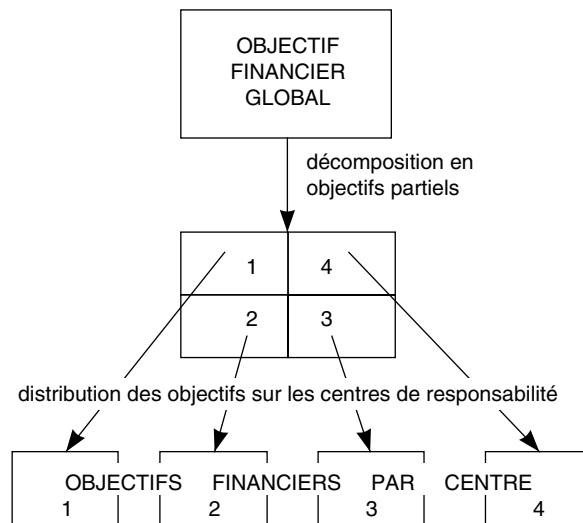 OBJECTIF
FINANCIER
GLOBAL
décomposition en
objectifs partiels
1 4
2 3
distribution des objectifs sur les centres de responsabilité
OBJECTIFS FINANCIERS PAR CENTRE
1 2 3 4